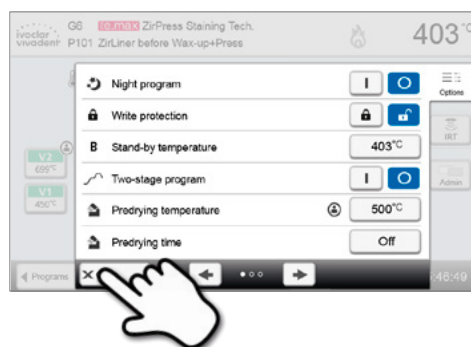 ivoclar vivadent G6 IPS e.max ZirPress Staining Tech. 403°C
P101 ZirLiner before Wax-up+Press
Night program I O
Options
Write protection
B Stand-by temperature 403°C
IRT
V2
699°C
Two-stage program I O
Admin
V1
450°C
Predrying temperature 500°C
Predrying time Off
Programs :46:49